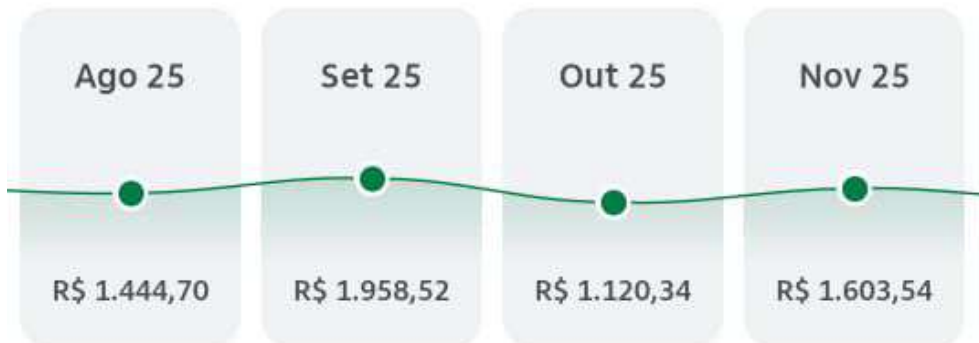 Ago 25
Set 25
Out 25
Nov 25
R$ 1.444,70
R$ 1.958,52
R$ 1.120,34
R$ 1.603,54